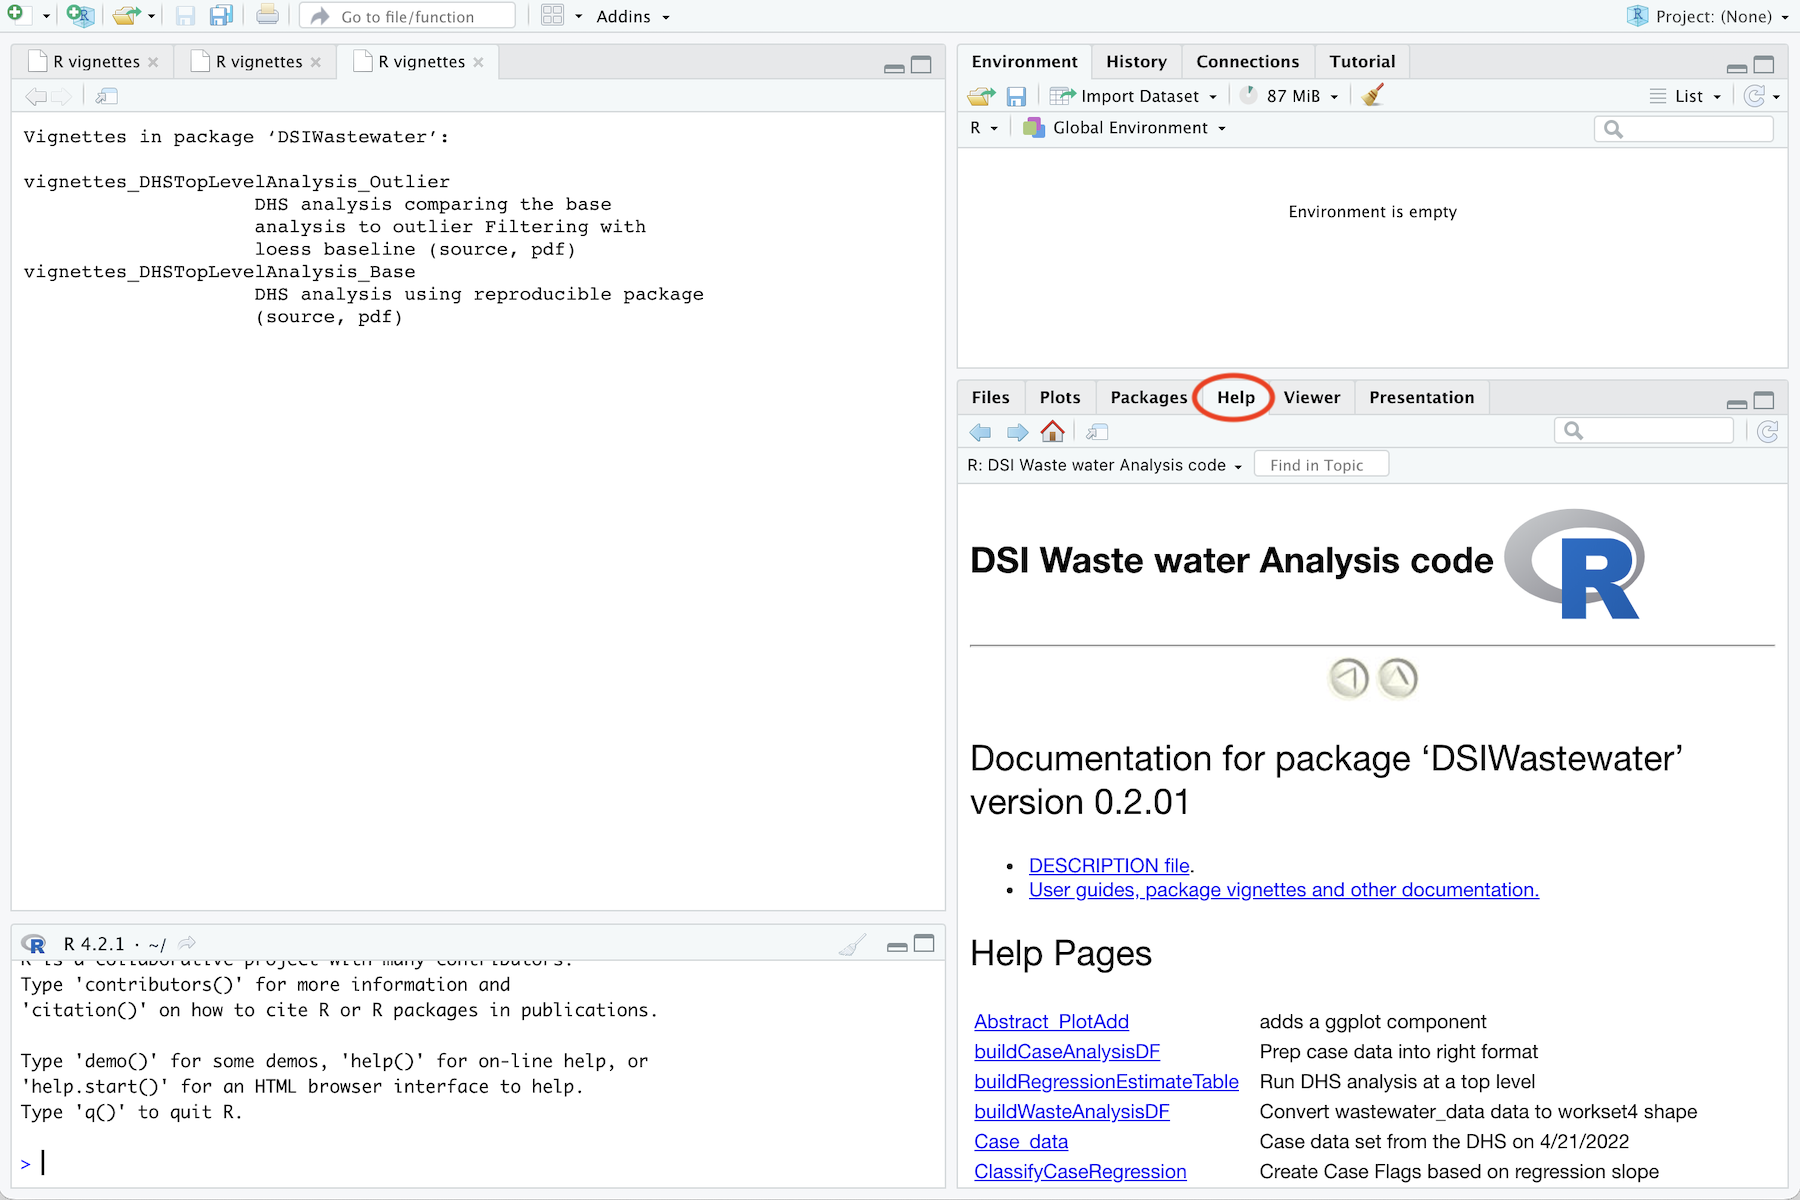 Go to file/function
Addins
Project: (None)
R vignettes
R vignettes
R vignettes
Vignettes in package ‘DSIWastewater’:
vignettes_DHSTopLevelAnalysis_Outlier
DHS analysis comparing the base
analysis to outlier Filtering with
loess baseline (source, pdf)
vignettes_DHSTopLevelAnalysis_Base
DHS analysis using reproducible package
(source, pdf)
R 4.2.1 · ~/
R is a collaborative project with many contributors.
Type 'contributors()' for more information and
'citation()' on how to cite R or R packages in publications.
Type 'demo()' for some demos, 'help()' for on-line help, or
'help.start()' for an HTML browser interface to help.
Type 'q()' to quit R.
>
Environment History Connections Tutorial
Import Dataset 87 MiB List
R Global Environment
Environment is empty
Files Plots Packages Help Viewer Presentation
R: DSI Waste water Analysis code Find in Topic
DSI Waste water Analysis code R
Documentation for package ‘DSIWastewater’
version 0.2.01
• DESCRIPTION file.
• User guides, package vignettes and other documentation.
Help Pages
Abstract_PlotAdd adds a ggplot component
buildCaseAnalysisDF Prep case data into right format
buildRegressionEstimateTable Run DHS analysis at a top level
buildWasteAnalysisDF Convert wastewater_data data to workset4 shape
Case_data Case data set from the DHS on 4/21/2022
ClassifyCaseRegression Create Case Flags based on regression slope